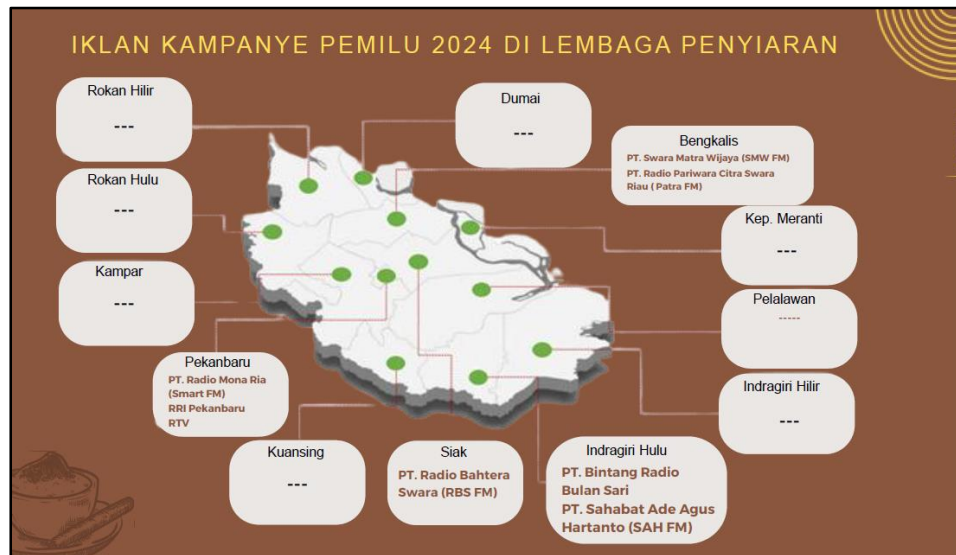 IKLAN KAMPANYE PEMILU 2024 DI LEMBAGA PENYIARAN
Rokan Hilir
---
Dumai
---
Bengkalis
PT. Swara Matra Wijaya (SMW FM)
PT. Radio Pariwara Citra Swara
Riau ( Patra FM)
Rokan Hulu
---
Kep. Meranti
---
Kampar
---
Pelalawan
-----
Pekanbaru
PT. Radio Mona Ria
(Smart FM)
RRI Pekanbaru
RTV
Indragiri Hilir
---
Kuansing
---
Siak
PT. Radio Bahtera
Swara (RBS FM)
Indragiri Hulu
PT. Bintang Radio
Bulan Sari
PT. Sahabat Ade Agus
Hartanto (SAH FM)